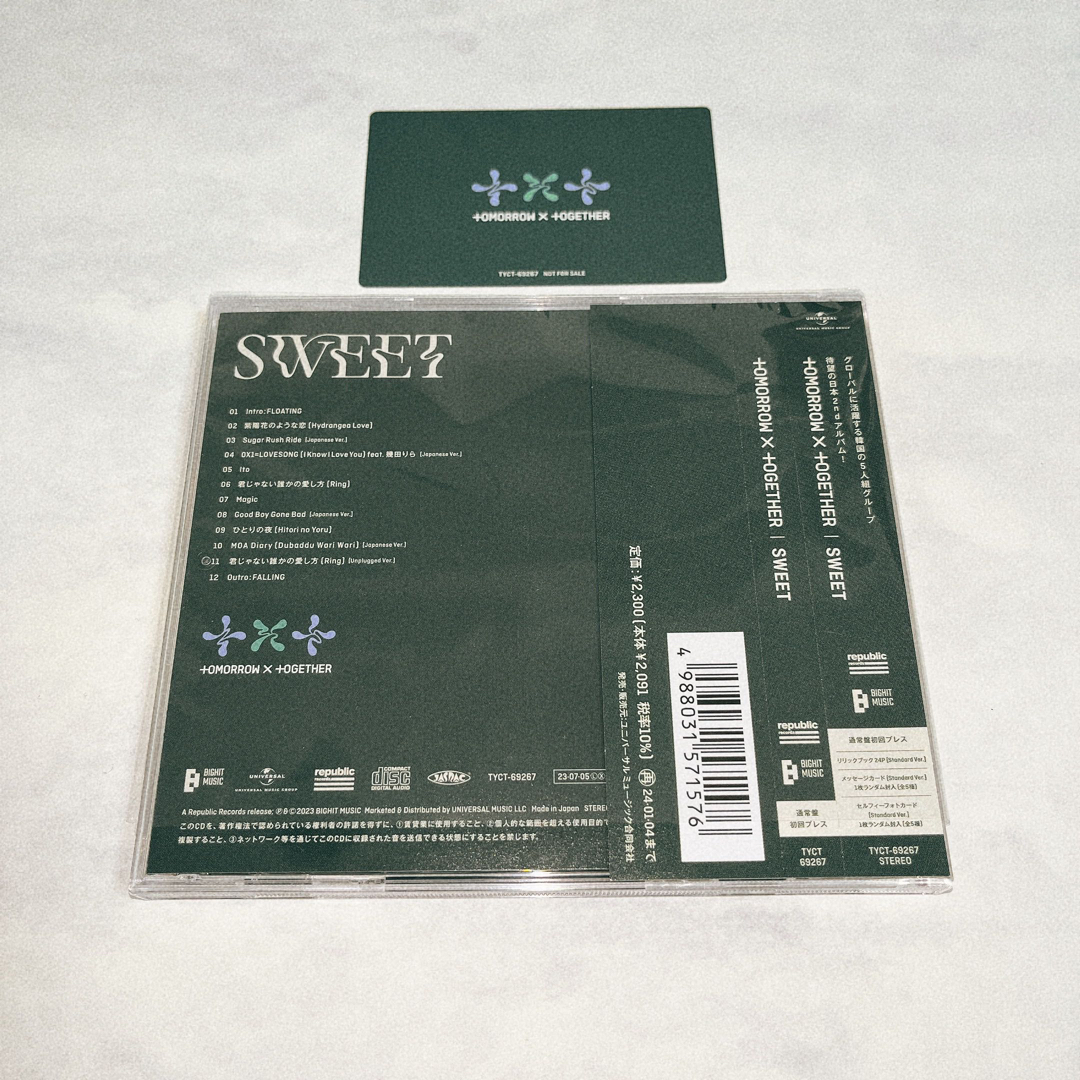 TOMORROW X TOGETHER
TYCT-69267 NOT FOR SALE
SWEET
01 Intro: FLOATING
02 紫陽花のような恋 [Hydrangea Love]
03 Sugar Rush Ride [Japanese Ver.]
04 0X1=LOVESONG (I Know I Love You) feat. 幾田りら [Japanese Ver.]
05 Ito
06 君じゃない誰かの愛し方 [Ring]
07 Magic
08 Good Boy Gone Bad [Japanese Ver.]
09 ひとりの夜 [Hitori no Yoru]
10 MOA Diary (Dubaddu Wari Wari) [Japanese Ver.]
11 君じゃない誰かの愛し方 [Ring] [Unplugged Ver.]
12 Outro: FALLING
TOMORROW X TOGETHER
BIGHIT MUSIC
UNIVERSAL
UNIVERSAL MUSIC GROUP
republic records
COMPACT disc DIGITAL AUDIO
JASRAC
TYCT-69267
23・07・05
A Republic Records release; ℗&© 2023 BIGHIT MUSIC Marketed & Distributed by UNIVERSAL MUSIC LLC Made in Japan STEREO
このCDを、著作権法で認められている権利者の許諾を得ずに、①賃貸業に使用すること、②個人的な範囲を超える使用目的で
複製すること、③ネットワーク等を通じてこのCDに収録された音を送信できる状態にすることを禁じます。
UNIVERSAL
UNIVERSAL MUSIC GROUP
グローバルに活躍する韓国の5人組グループ
待望の日本2ndアルバム！
TOMORROW X TOGETHER | SWEET
TOMORROW X TOGETHER | SWEET
定価：¥2,300 [本体 ¥2,091 税率10%] 再 24・01・04まで
発売・販売元：ユニバーサル ミュージック合同会社
4 988031 571576
republic records
BIGHIT MUSIC
通常盤
初回プレス
TYCT
69267
republic records
BIGHIT MUSIC
通常盤初回プレス
リリックブック 24P [Standard Ver.]
メッセージカード [Standard Ver.]
1枚ランダム封入 [全5種]
セルフィーフォトカード
[Standard Ver.]
1枚ランダム封入 [全5種]
TYCT-69267
STEREO